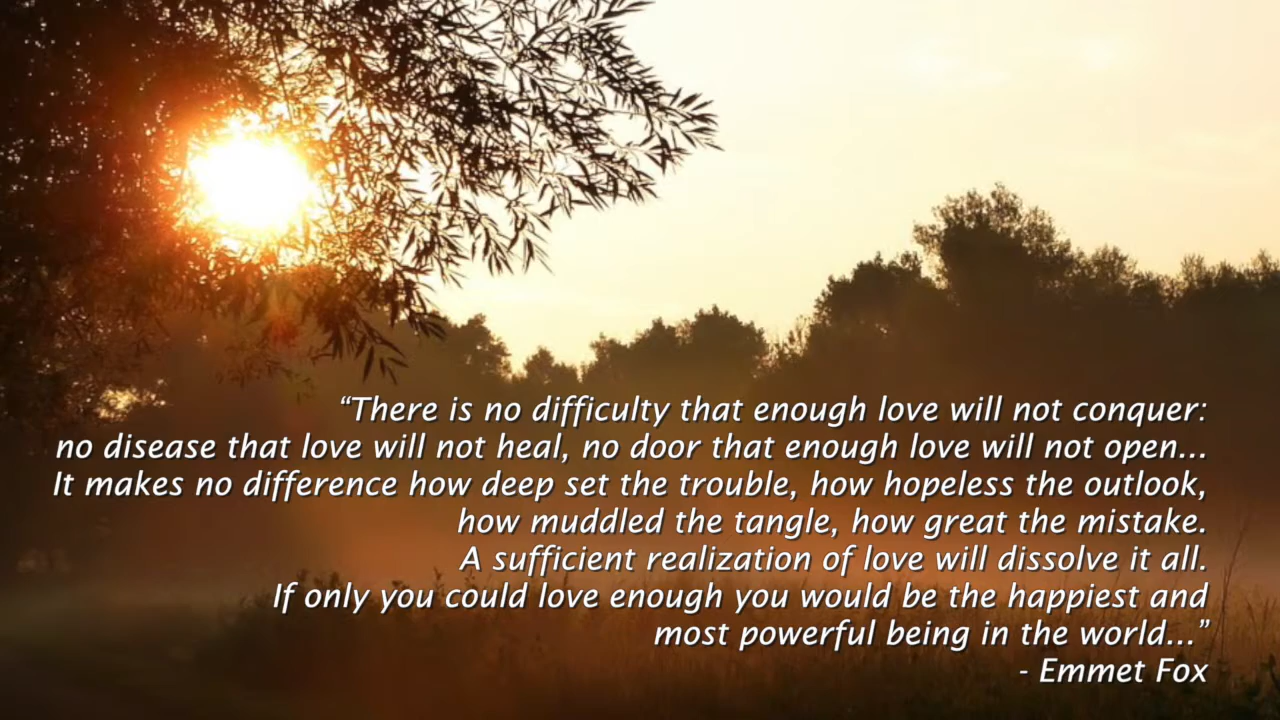 “There is no difficulty that enough love will not conquer:
no disease that love will not heal, no door that enough love will not open...
It makes no difference how deep set the trouble, how hopeless the outlook,
how muddled the tangle, how great the mistake.
A sufficient realization of love will dissolve it all.
If only you could love enough you would be the happiest and
most powerful being in the world...”
- Emmet Fox